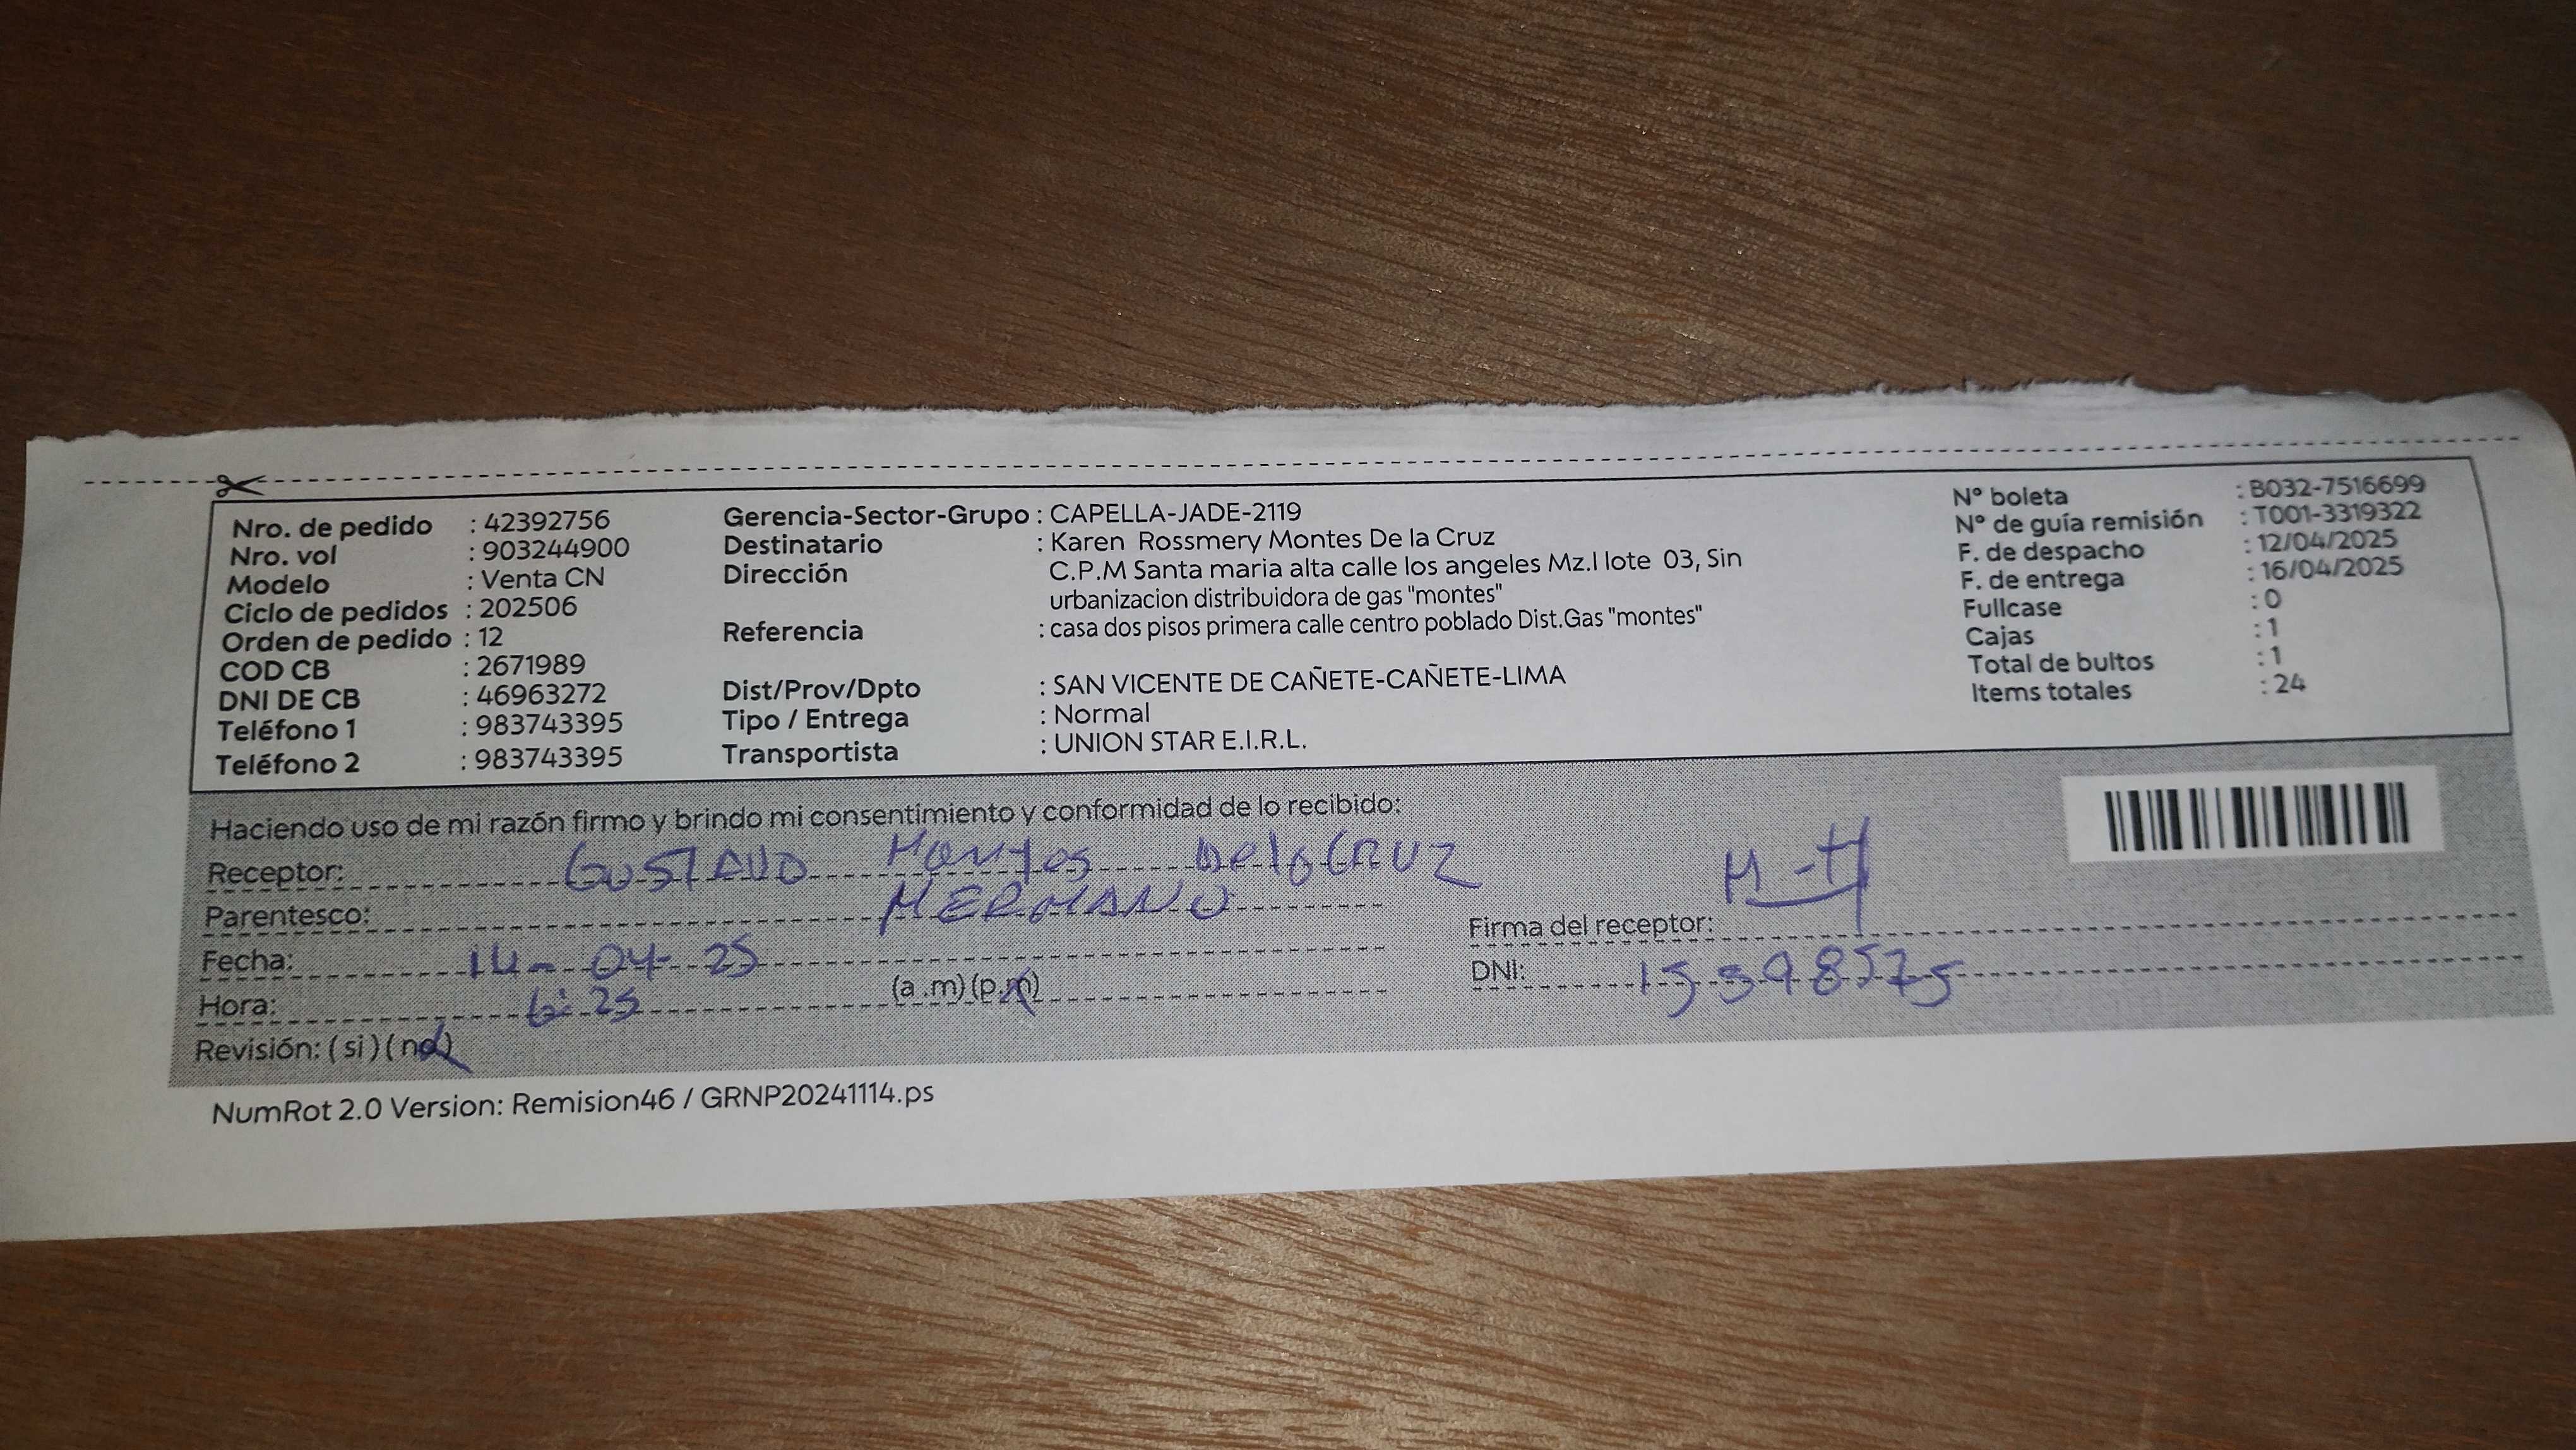 Nro. de pedido : 42392756
Nro. vol : 903244900
Modelo : Venta CN
Ciclo de pedidos : 202506
Orden de pedido : 12
COD CB : 2671989
DNI DE CB : 46963272
Teléfono 1 : 983743395
Teléfono 2 : 983743395
Gerencia-Sector-Grupo : CAPELLA-JADE-2119
Destinatario : Karen Rossmery Montes De la Cruz
Dirección C.P.M Santa maria alta calle los angeles Mz.I lote 03, Sin
urbanizacion distribuidora de gas "montes"
Referencia : casa dos pisos primera calle centro poblado Dist.Gas "montes"
Dist/Prov/Dpto : SAN VICENTE DE CAÑETE-CAÑETE-LIMA
Tipo / Entrega : Normal
Transportista : UNION STAR E.I.R.L.
N° boleta : B032-7516699
N° de guía remisión : T001-3319322
F. de despacho : 12/04/2025
F. de entrega : 16/04/2025
Fullcase : 0
Cajas : 1
Total de bultos : 1
Items totales : 24
Haciendo uso de mi razón firmo y brindo mi consentimiento y conformidad de lo recibido:
Receptor: GUSTAVO Montes De la CRUZ
Parentesco: HERMANO
Fecha: 14-04-25
Hora: 6:25 (a.m)(p.m)
Revisión: (si)(no)
Firma del receptor:
DNI: 15398575
NumRot 2.0 Version: Remision46 / GRNP20241114.ps